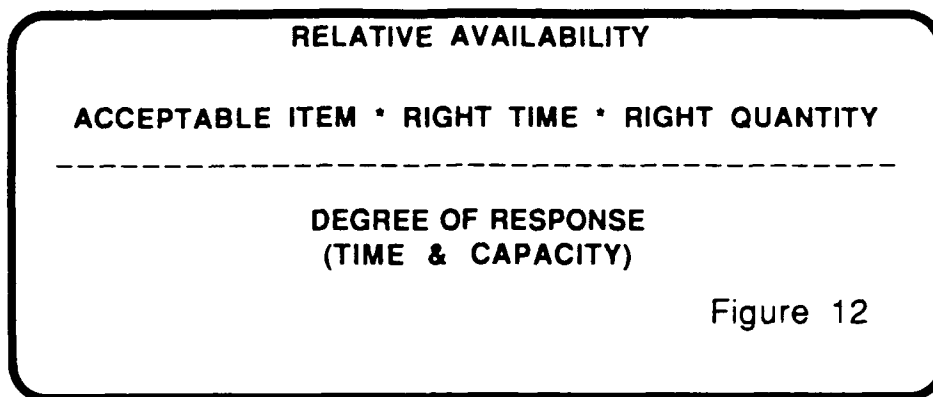 RELATIVE AVAILABILITY
ACCEPTABLE ITEM * RIGHT TIME * RIGHT QUANTITY
------------------------------------------
DEGREE OF RESPONSE
(TIME & CAPACITY)
Figure 12